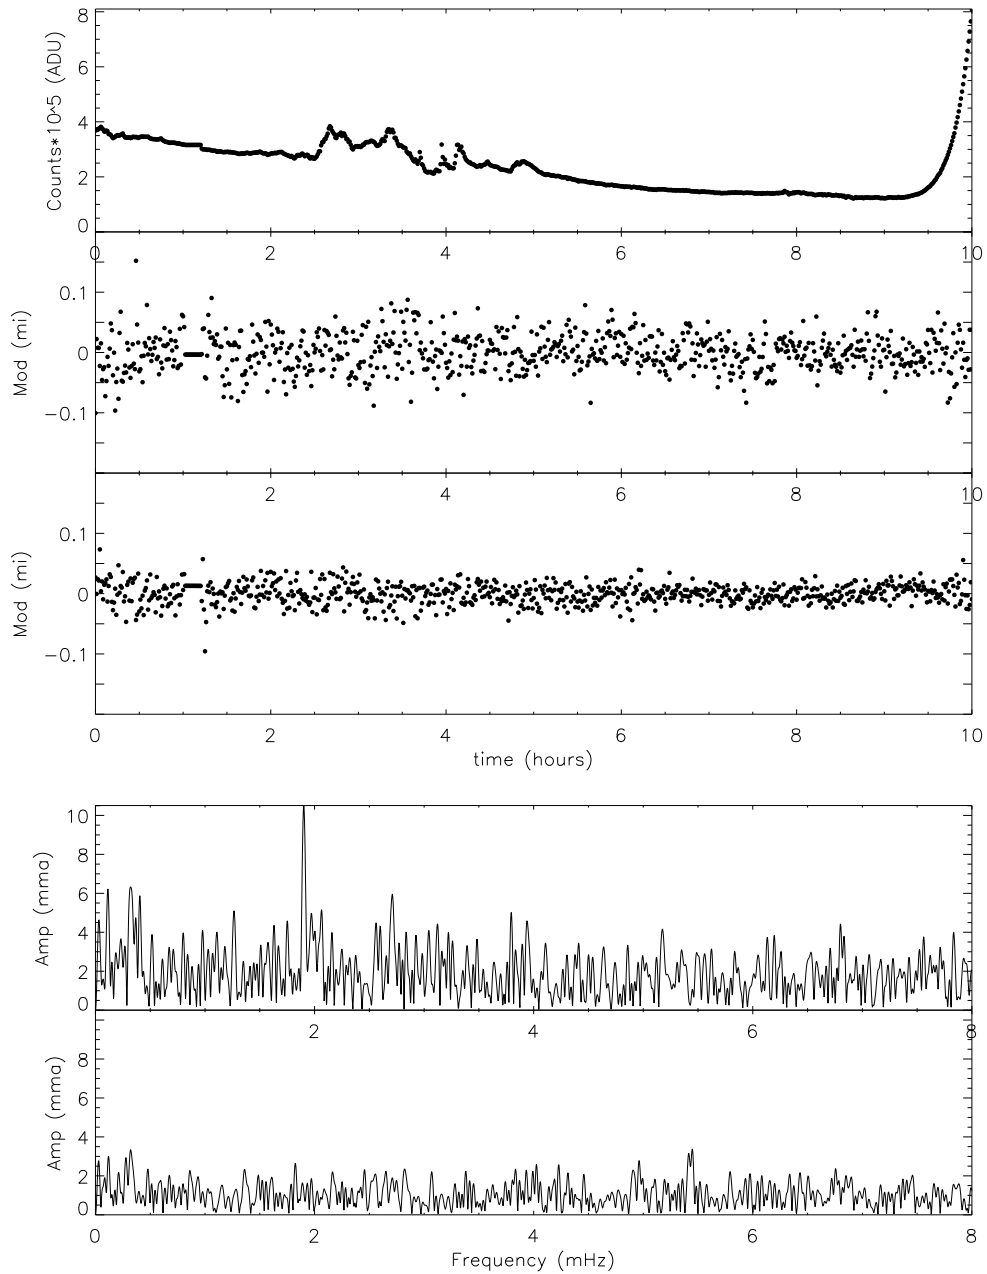 8
6
4
2
0
Counts*10^5 (ADU)
0 2 4 6 8 10
0.1
0
−0.1
Mod (mi)
0 2 4 6 8 10
0.1
0
−0.1
Mod (mi)
0 2 4 6 8 10
time (hours)
10
8
6
4
2
0
Amp (mma)
2 4 6 8
8
6
4
2
0
Amp (mma)
0 2 4 6 8
Frequency (mHz)